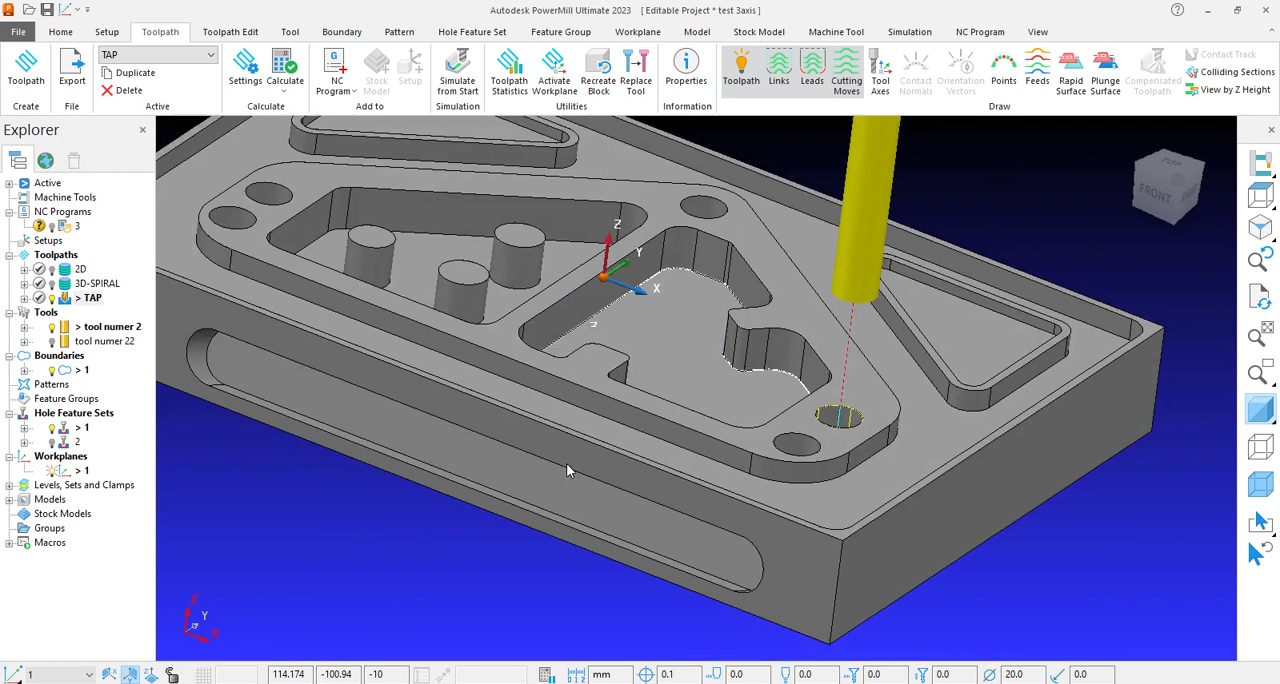 Autodesk PowerMill Ultimate 2023 [ Editable Project * test 3axis ]
File Home Setup Toolpath Tool Boundary Toolpath Edit Pattern Hole Feature Set Feature Group Workplane Model Stock Model Machine Tool Simulation NC Program View
TAP
Duplicate
Delete
Toolpath
Export
Settings
Calculate
NC Program
Stock Model
Setup
Simulate from Start
Toolpath Statistics
Activate Workplane
Recreate Block
Replace Tool
Properties
Toolpath
Links
Leads
Cutting Moves
Tool Axes
Contact Normals
Orientation Vectors
Points
Feeds
Rapid Surface
Plunge Surface
Compensated Toolpath
Contact Track
Colliding Sections
View by Z Height
Create File Active Calculate Add to Simulation Utilities Information Draw
Explorer
Active
Machine Tools
NC Programs
3
Setups
Toolpaths
2D
3D-SPIRAL
> TAP
Tools
> tool numer 2
tool numer 22
Boundaries
> 1
Patterns
Feature Groups
Hole Feature Sets
> 1
2
Workplanes
> 1
Levels, Sets and Clamps
Models
Stock Models
Groups
Macros
Z
Y
X
TOP
FRONT
Z
Y
X
1 114.174 -100.94 -10 mm 0.1 0.0 0.0 0.0 0.0 20.0 0.0